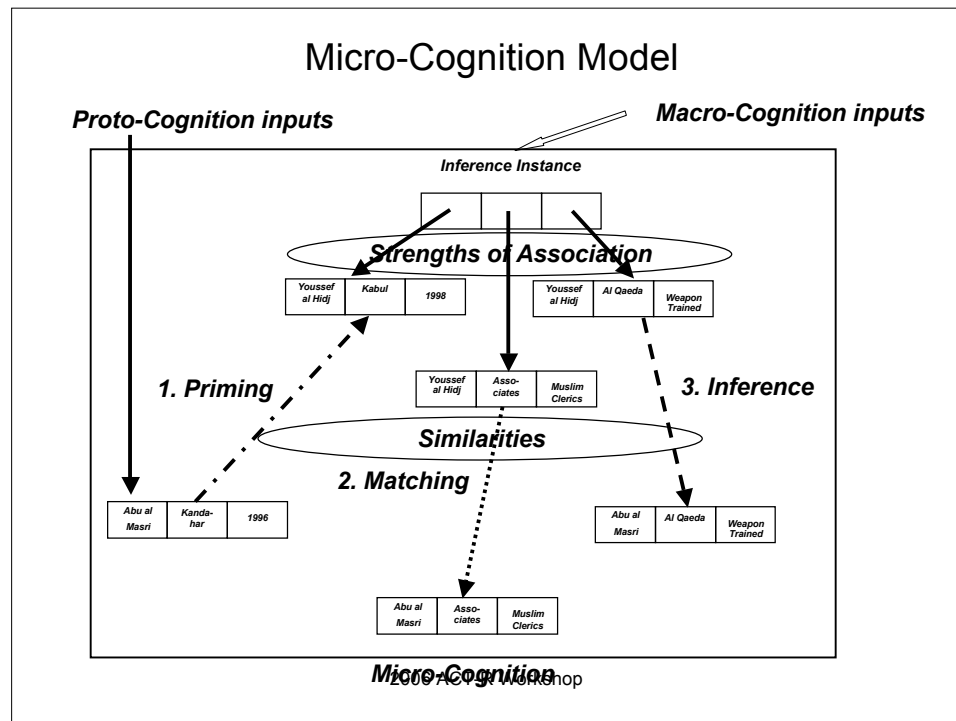 Micro-Cognition Model
Proto-Cognition inputs
Macro-Cognition inputs
Inference Instance
Strengths of Association
Youssef
al Hidj
Kabul
1998
Youssef
al Hidj
Al Qaeda
Weapon
Trained
1. Priming
Youssef
al Hidj
Asso-
ciates
Muslim
Clerics
3. Inference
Similarities
2. Matching
Abu al
Masri
Kanda-
har
1996
Abu al
Masri
Al Qaeda
Weapon
Trained
Abu al
Masri
Asso-
ciates
Muslim
Clerics
Micro-Cognition
2006 ACT-R Workshop